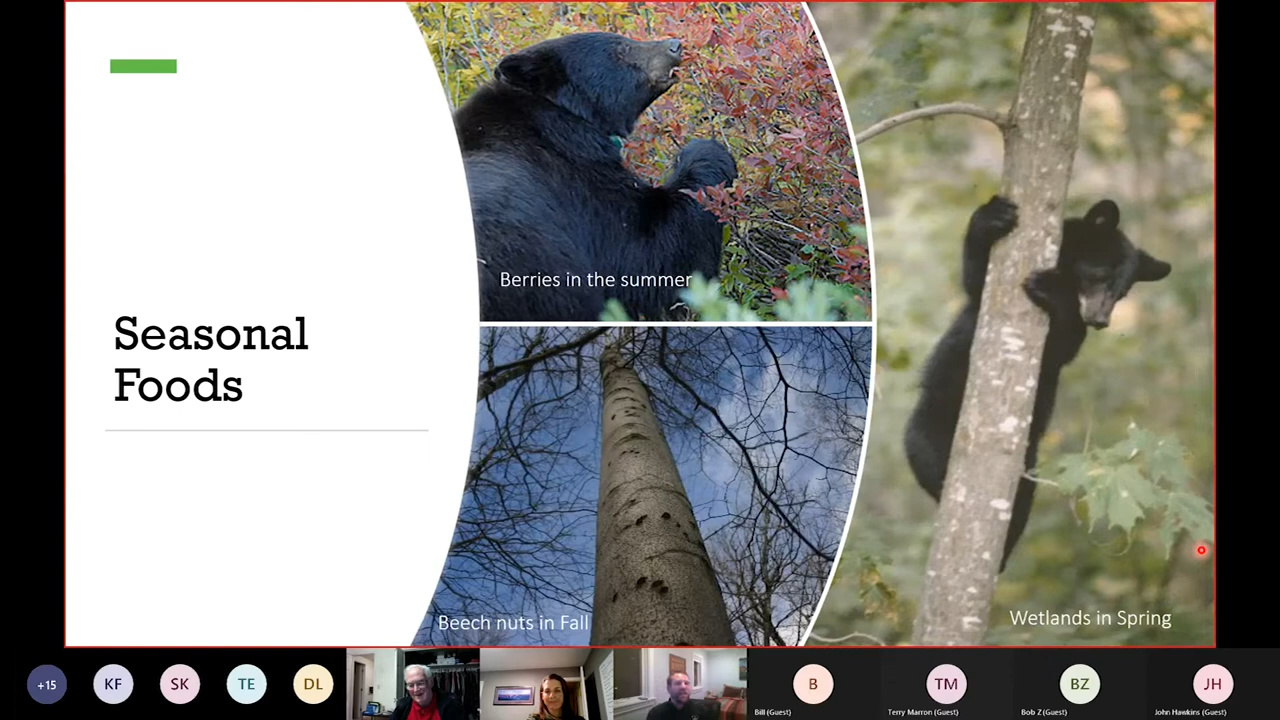 Seasonal
Foods
Berries in the summer
Beech nuts in Fall
Wetlands in Spring
+15
KF
SK
TE
DL
B
Bill (Guest)
TM
Terry Marron (Guest)
BZ
Bob Z (Guest)
JH
John Hawkins (Guest)